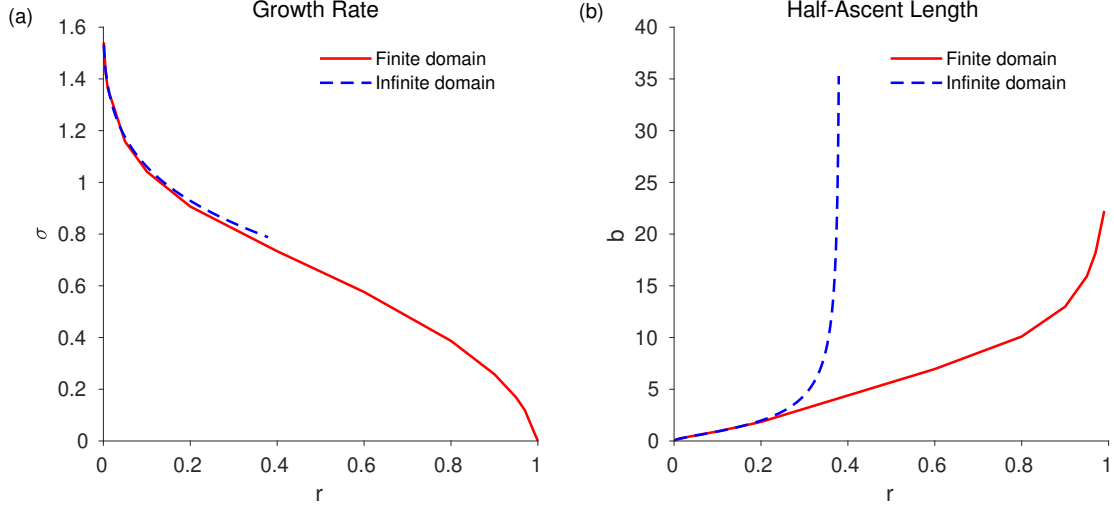 (a)
Growth Rate
1.6
1.4
1.2
1
0.8
0.6
0.4
0.2
0
σ
Finite domain
Infinite domain
0 0.2 0.4 0.6 0.8 1
r
(b)
Half-Ascent Length
40
35
30
25
20
15
10
5
0
b
Finite domain
Infinite domain
0 0.2 0.4 0.6 0.8 1
r